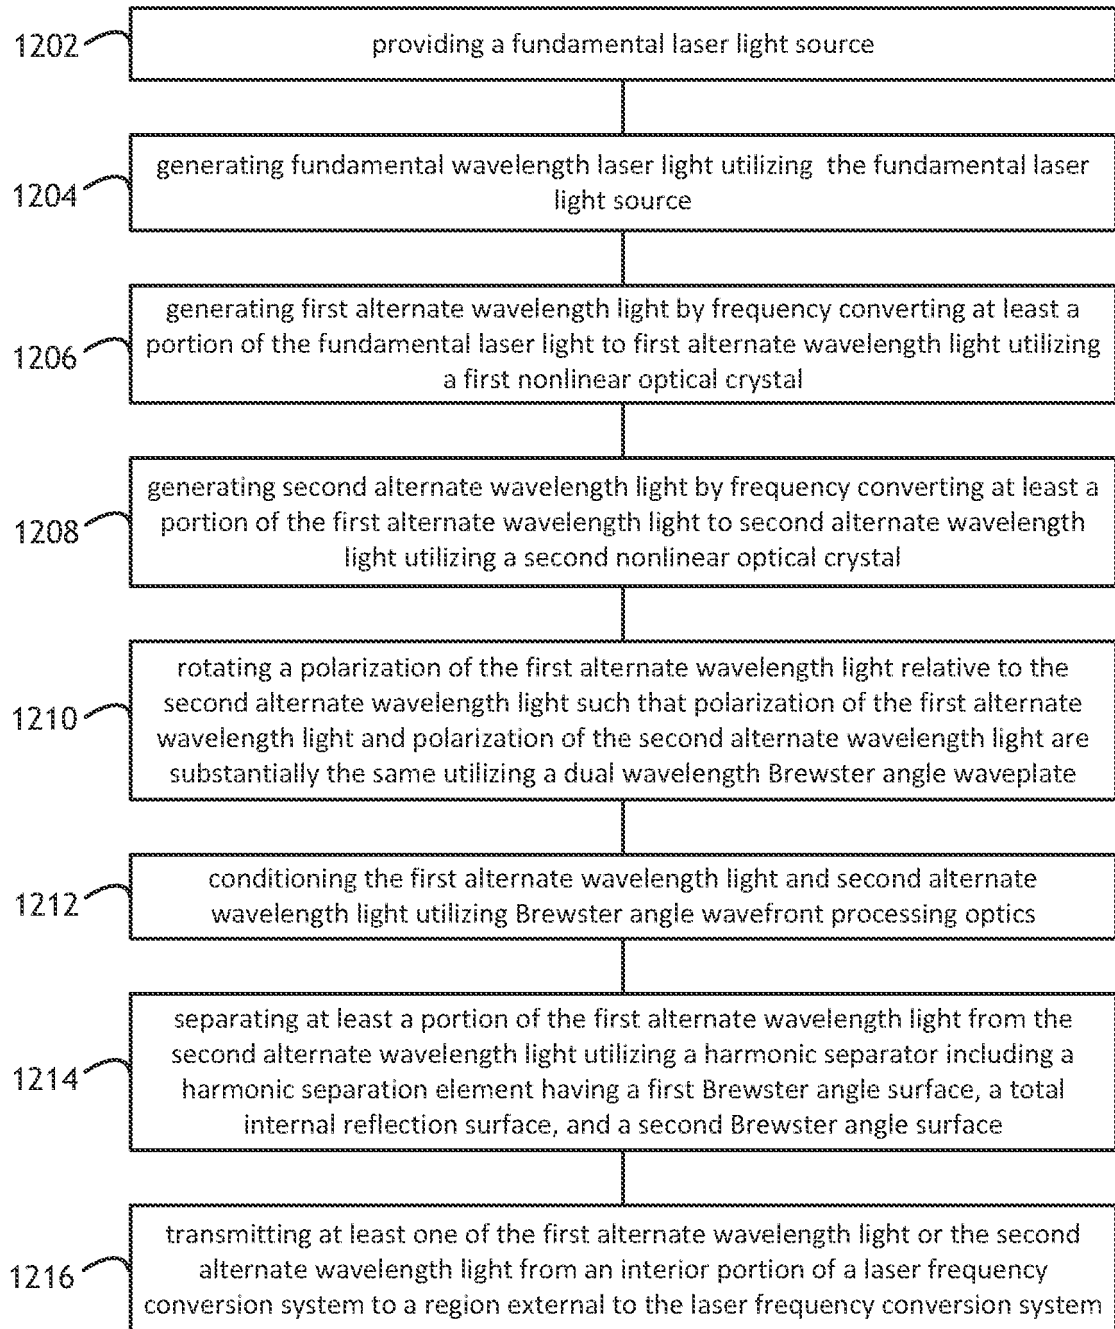 1202
providing a fundamental laser light source
1204
generating fundamental wavelength laser light utilizing the fundamental laser
light source
1206
generating first alternate wavelength light by frequency converting at least a
portion of the fundamental laser light to first alternate wavelength light utilizing
a first nonlinear optical crystal
1208
generating second alternate wavelength light by frequency converting at least a
portion of the first alternate wavelength light to second alternate wavelength
light utilizing a second nonlinear optical crystal
1210
rotating a polarization of the first alternate wavelength light relative to the
second alternate wavelength light such that polarization of the first alternate
wavelength light and polarization of the second alternate wavelength light are
substantially the same utilizing a dual wavelength Brewster angle waveplate
1212
conditioning the first alternate wavelength light and second alternate
wavelength light utilizing Brewster angle wavefront processing optics
1214
separating at least a portion of the first alternate wavelength light from the
second alternate wavelength light utilizing a harmonic separator including a
harmonic separation element having a first Brewster angle surface, a total
internal reflection surface, and a second Brewster angle surface
1216
transmitting at least one of the first alternate wavelength light or the second
alternate wavelength light from an interior portion of a laser frequency
conversion system to a region external to the laser frequency conversion system